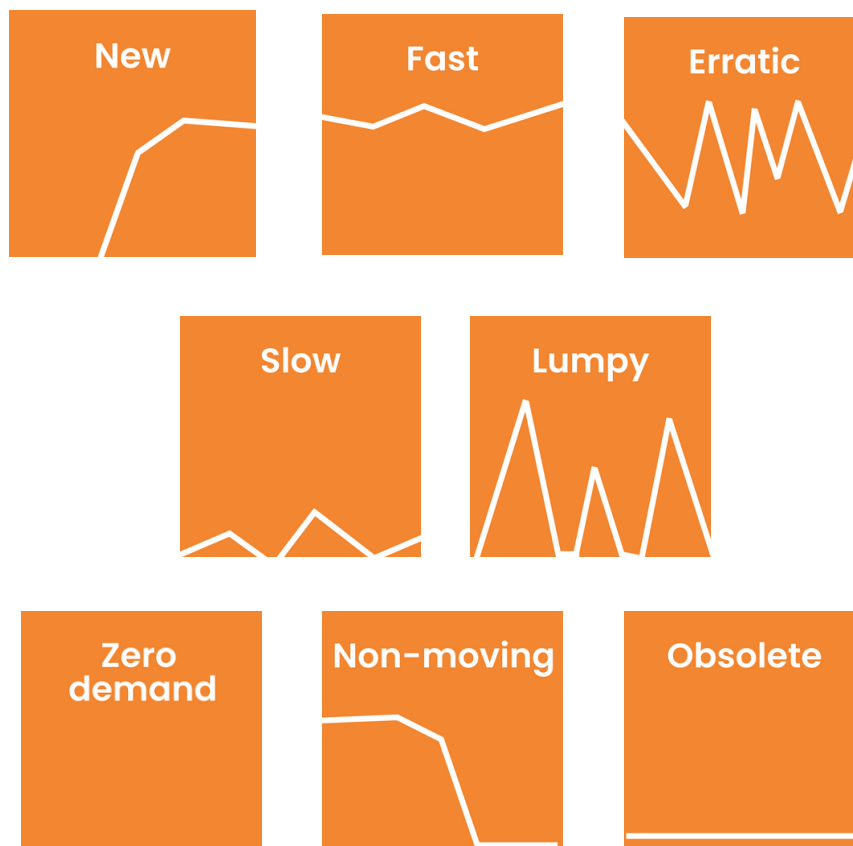 New
Fast
Erratic
Slow
Lumpy
Zero
demand
Non-moving
Obsolete